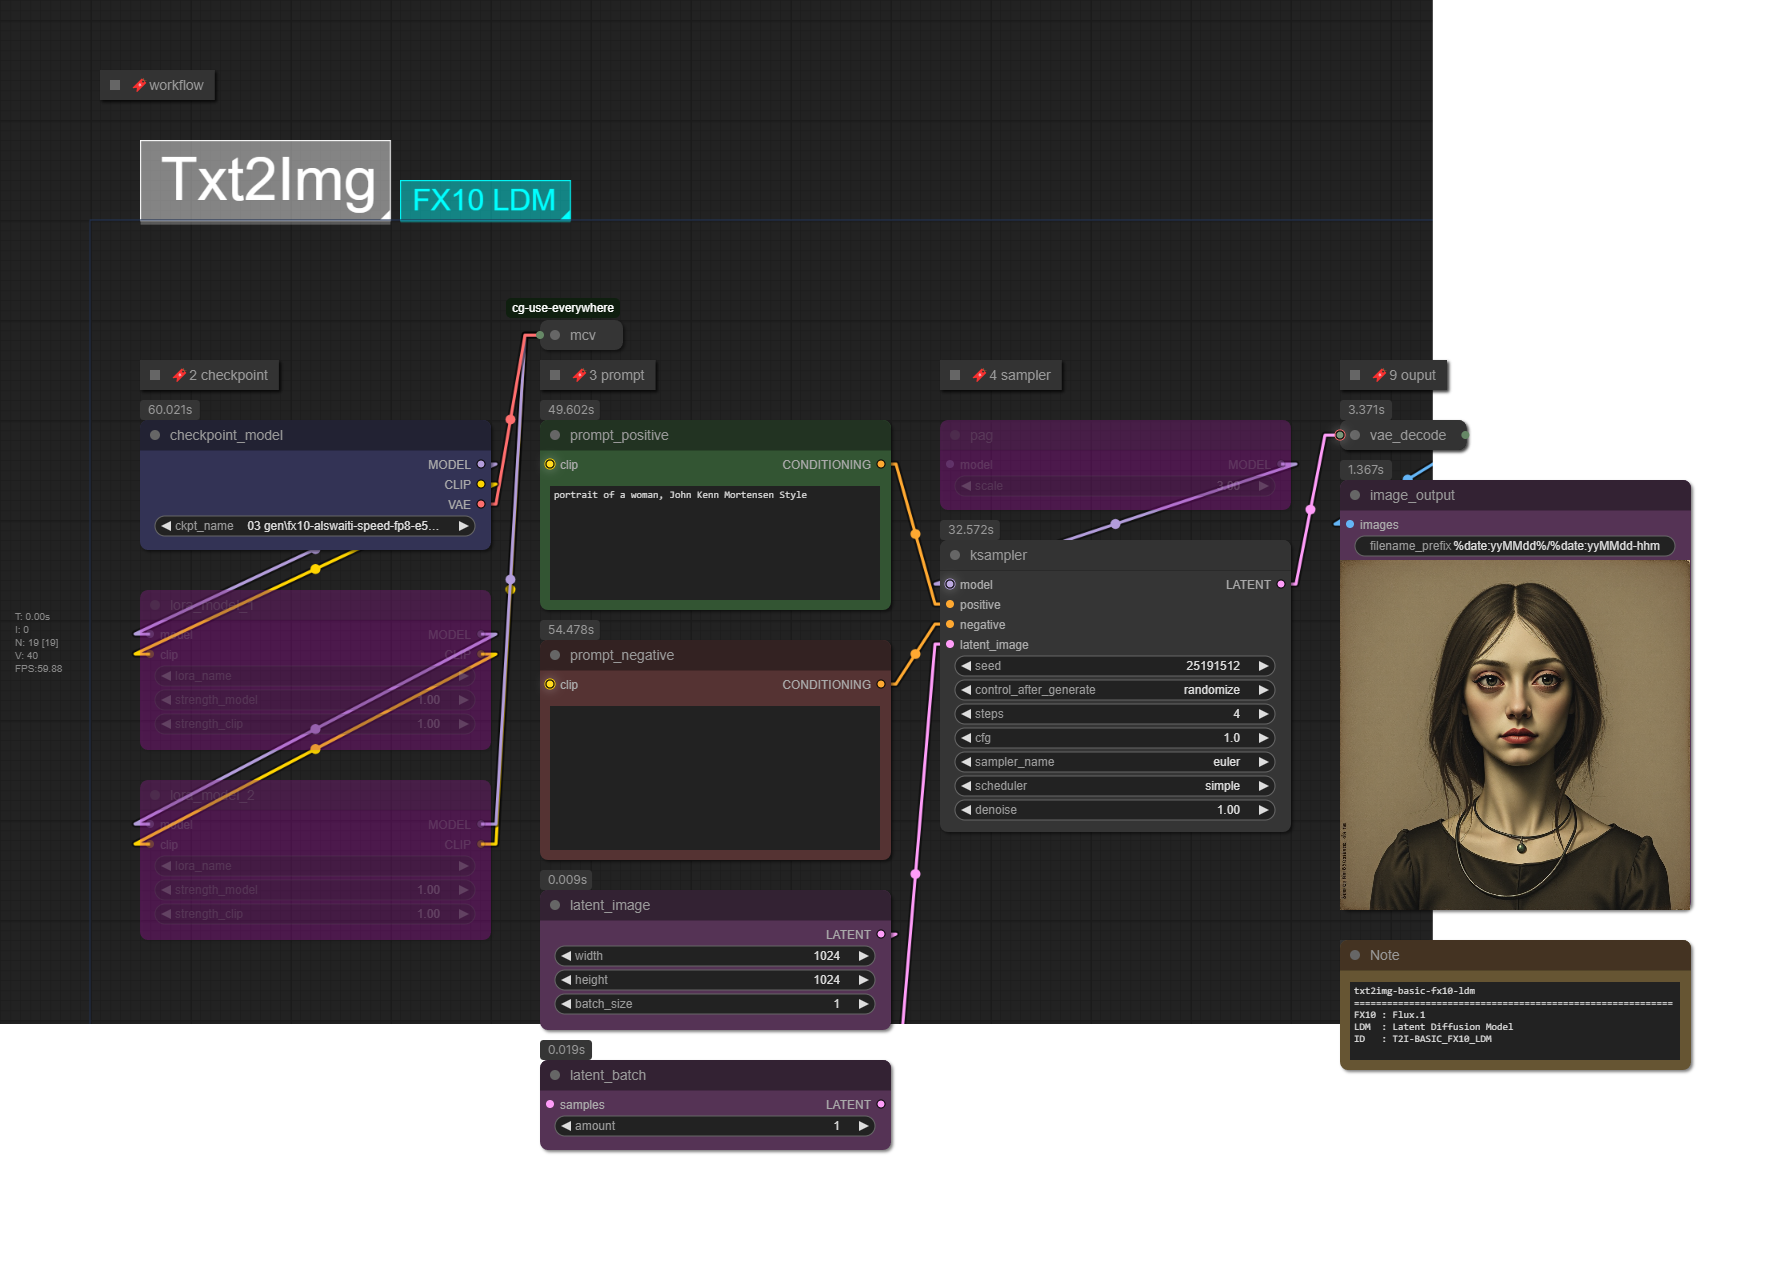 workflow
Txt2Img
FX10 LDM
cg-use-everywhere
mcv
2 checkpoint
60.021s
checkpoint_model
MODEL
CLIP
VAE
ckpt_name 03 gen\fx10-alswaiti-speed-fp8-e5...
lora_model_1
model MODEL
clip CLIP
lora_name
strength_model 1.00
strength_clip 1.00
lora_model_2
model MODEL
clip CLIP
lora_name
strength_model 1.00
strength_clip 1.00
T: 0.00s
I: 0
N: 19 [19]
V: 40
FPS:59.88
3 prompt
49.602s
prompt_positive
clip CONDITIONING
portrait of a woman, John Kenn Mortensen Style
54.478s
prompt_negative
clip CONDITIONING
0.009s
latent_image
LATENT
width 1024
height 1024
batch_size 1
0.019s
latent_batch
samples LATENT
amount 1
4 sampler
pag
model MODEL
scale 3.00
32.572s
ksampler
model LATENT
positive
negative
latent_image
seed 25191512
control_after_generate randomize
steps 4
cfg 1.0
sampler_name euler
scheduler simple
denoise 1.00
9 ouput
3.371s
vae_decode
1.367s
image_output
images
filename_prefix %date:yyMMdd%/%date:yyMMdd-hhm
Note
txt2img-basic-fx10-ldm
==========================================================
FX10 : Flux.1
LDM : Latent Diffusion Model
ID : T2I-BASIC_FX10_LDM